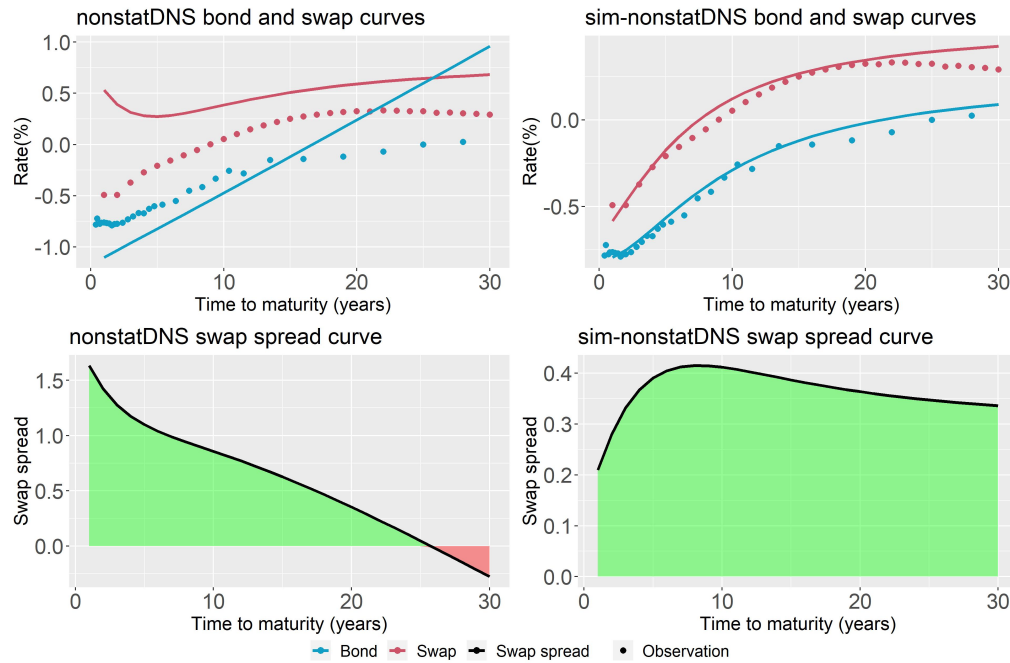 nonstatDNS bond and swap curves
1.0
0.5
0.0
-0.5
-1.0
Rate(%)
0 10 20 30
Time to maturity (years)
sim-nonstatDNS bond and swap curves
0.0
-0.5
Rate(%)
0 10 20 30
Time to maturity (years)
nonstatDNS swap spread curve
1.5
1.0
0.5
0.0
Swap spread
0 10 20 30
Time to maturity (years)
sim-nonstatDNS swap spread curve
0.4
0.3
0.2
0.1
0.0
Swap spread
0 10 20 30
Time to maturity (years)
Bond Swap Swap spread Observation